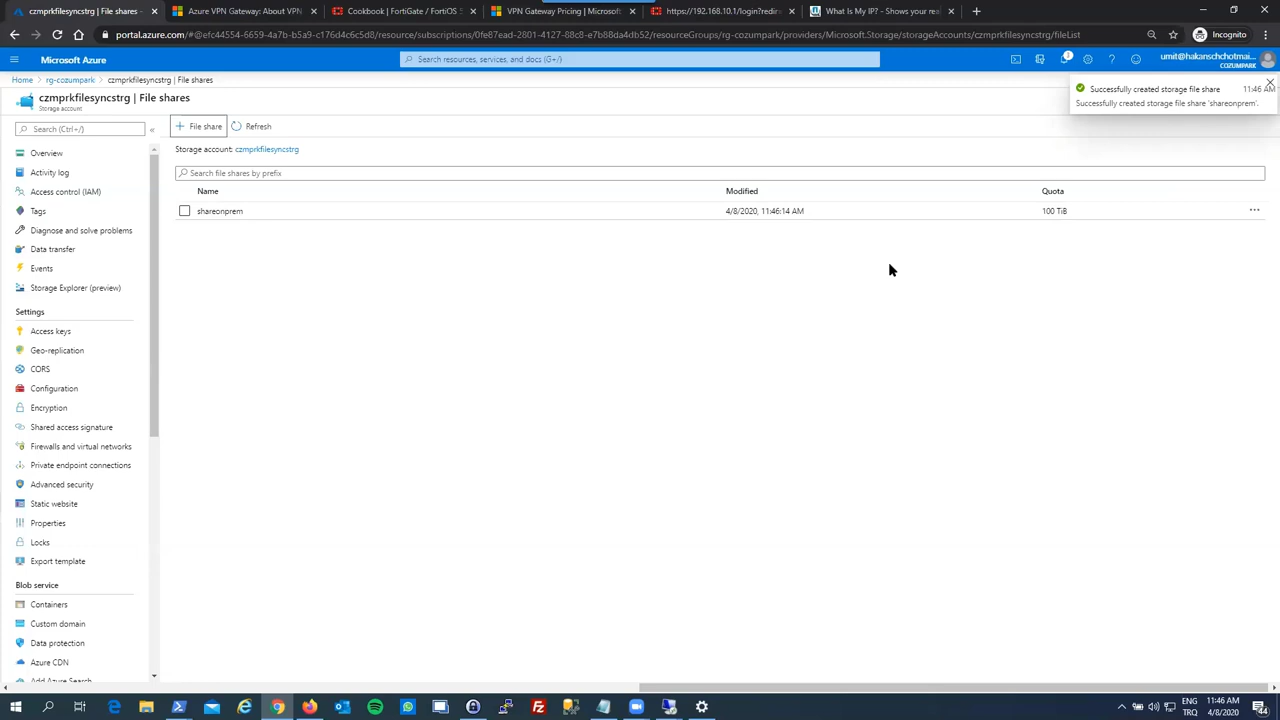 czmprkfilesyncstrg | File shares -
Azure VPN Gateway: About VPN
Cookbook | FortiGate / FortiOS
VPN Gateway Pricing | Microsoft
https://192.168.10.1/login?redir
What Is My IP? - Shows your real
portal.azure.com/#@efc44554-6659-4a7b-b5a9-c176d4c6c5d8/resource/subscriptions/0fe87ead-2801-4127-88c8-e7b88da4db52/resourceGroups/rg-cozumpark/providers/Microsoft.Storage/storageAccounts/czmprkfilesyncstrg/fileList
Incognito
Microsoft Azure
Search resources, services, and docs (G+/)
1
umit@hakanschotmai...
COZUMPARK
Home > rg-cozumpark > czmprkfilesyncstrg | File shares
czmprkfilesyncstrg | File shares
Storage account
Successfully created storage file share
11:46 AM
Successfully created storage file share 'shareonprem'.
Search (Ctrl+/)
File share
Refresh
Storage account: czmprkfilesyncstrg
Search file shares by prefix
Name Modified Quota
shareonprem 4/8/2020, 11:46:14 AM 100 TiB
Overview
Activity log
Access control (IAM)
Tags
Diagnose and solve problems
Data transfer
Events
Storage Explorer (preview)
Settings
Access keys
Geo-replication
CORS
Configuration
Encryption
Shared access signature
Firewalls and virtual networks
Private endpoint connections
Advanced security
Static website
Properties
Locks
Export template
Blob service
Containers
Custom domain
Data protection
Azure CDN
Add Azure Search
ENG
TRQ
11:46 AM
4/8/2020
44